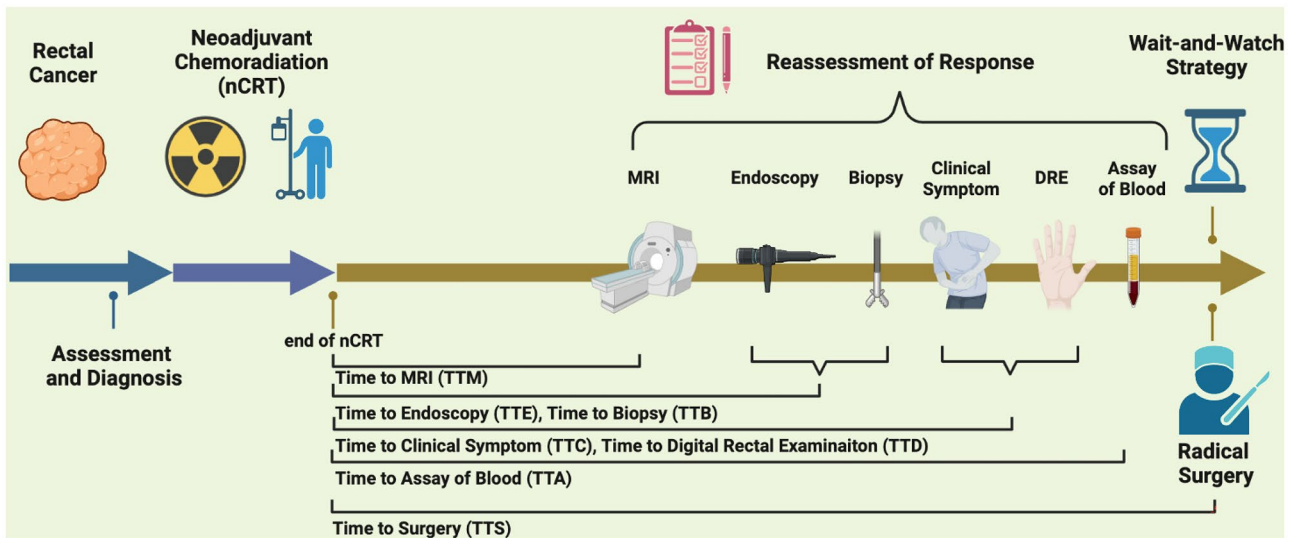 Rectal
Cancer
Neoadjuvant
Chemoradiation
(nCRT)
Reassessment of Response
Wait-and-Watch
Strategy
MRI
Endoscopy
Biopsy
Clinical
Symptom
DRE
Assay
of Blood
Assessment
and Diagnosis
end of nCRT
Time to MRI (TTM)
Time to Endoscopy (TTE), Time to Biopsy (TTB)
Time to Clinical Symptom (TTC), Time to Digital Rectal Examinaiton (TTD)
Time to Assay of Blood (TTA)
Time to Surgery (TTS)
Radical
Surgery